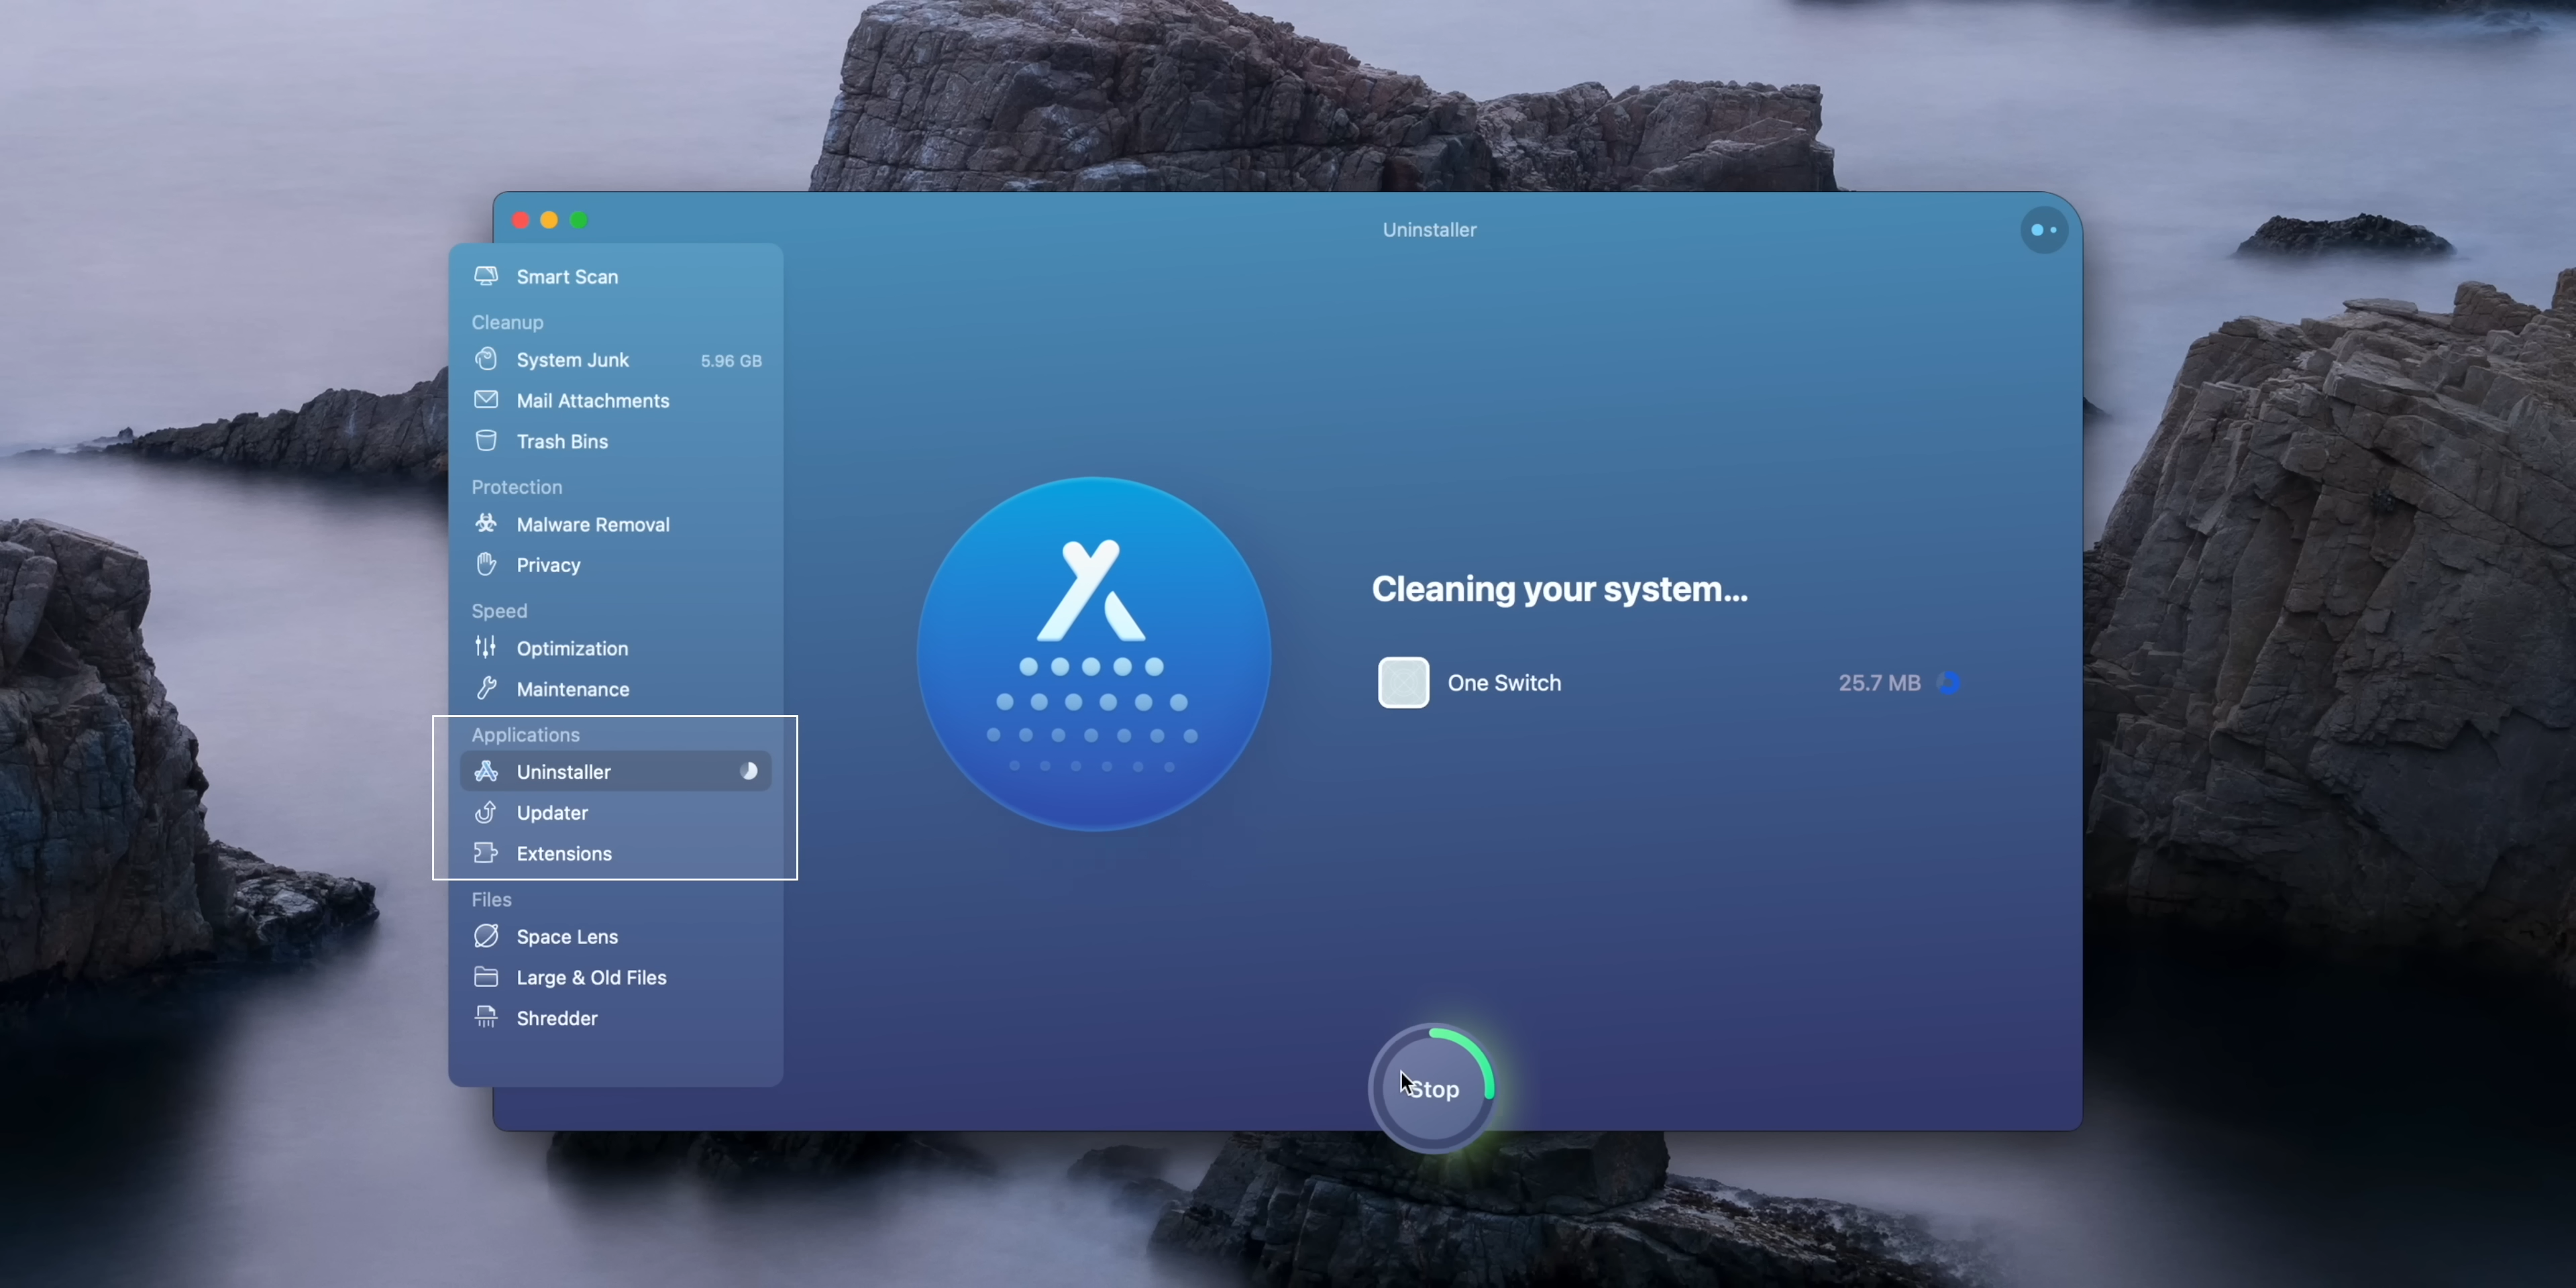 Uninstaller
Smart Scan
Cleanup
System Junk 5.96 GB
Mail Attachments
Trash Bins
Protection
Malware Removal
Privacy
Speed
Optimization
Maintenance
Applications
Uninstaller
Updater
Extensions
Files
Space Lens
Large & Old Files
Shredder
Cleaning your system...
One Switch 25.7 MB
Stop